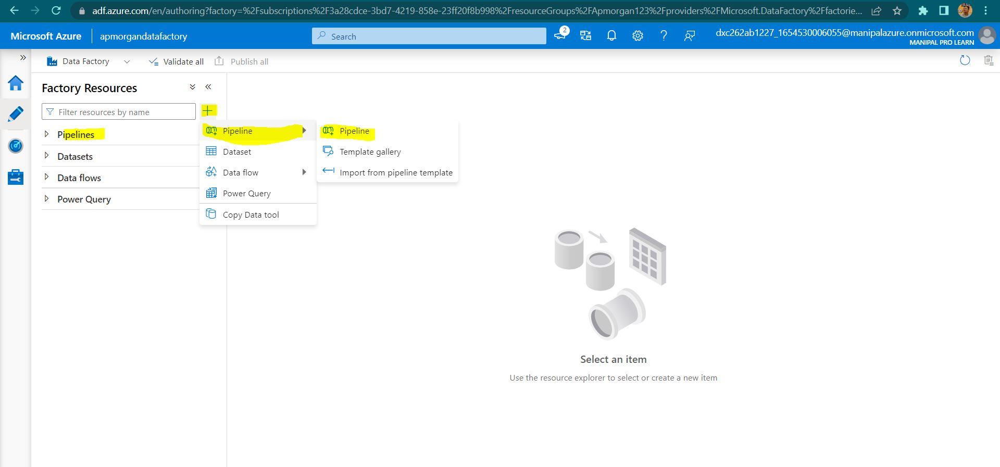 adf.azure.com/en/authoring?factory=%2Fsubscriptions%2F3a28cdce-3bd7-4219-858e-23ff20f8b998%2FresourceGroups%2FApmorgan123%2Fproviders%2FMicrosoft.DataFactory%2Ffactorie...
Microsoft Azure apmorgandatafactory Search 2 dxc262ab1227_1654530006055@manipalazure.onmicrosoft.com
MANIPAL PRO LEARN
Data Factory Validate all Publish all
Factory Resources
Filter resources by name
Pipelines
Datasets
Data flows
Power Query
Pipeline
Dataset
Data flow
Power Query
Copy Data tool
Pipeline
Template gallery
Import from pipeline template
Select an item
Use the resource explorer to select or create a new item